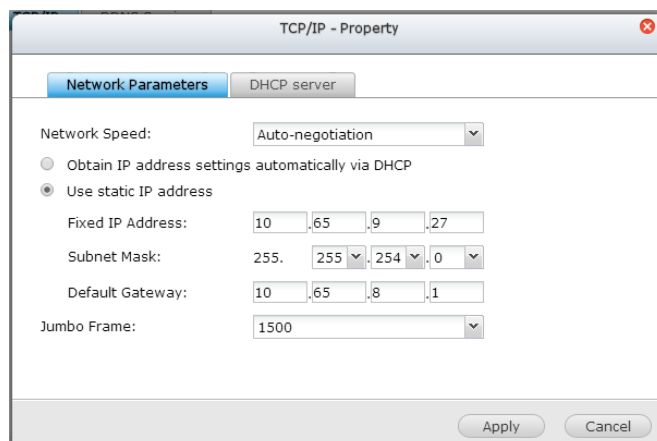 TCP/IP - Property
Network Parameters DHCP server
Network Speed: Auto-negotiation
Obtain IP address settings automatically via DHCP
Use static IP address
Fixed IP Address: 10 .65 .9 .27
Subnet Mask: 255. 255 . 254 . 0
Default Gateway: 10 .65 .8 .1
Jumbo Frame: 1500
Apply Cancel